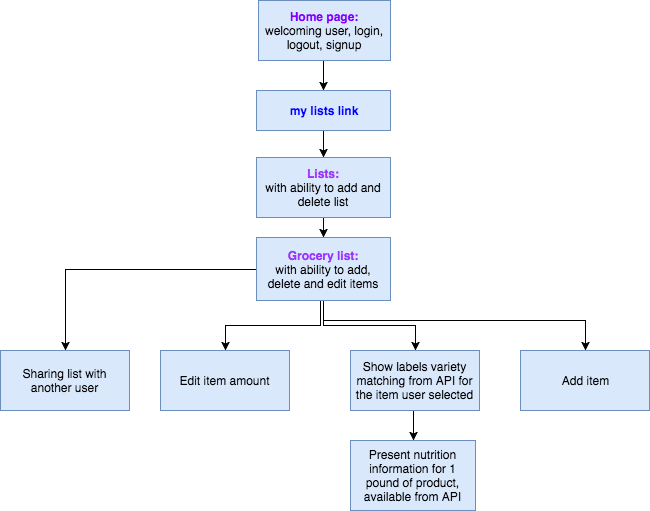 Home page:
welcoming user, login,
logout, signup
my lists link
Lists:
with ability to add and
delete list
Grocery list:
with ability to add,
delete and edit items
Sharing list with
another user
Edit item amount
Show labels variety
matching from API for
the item user selected
Add item
Present nutrition
information for 1
pound of product,
available from API